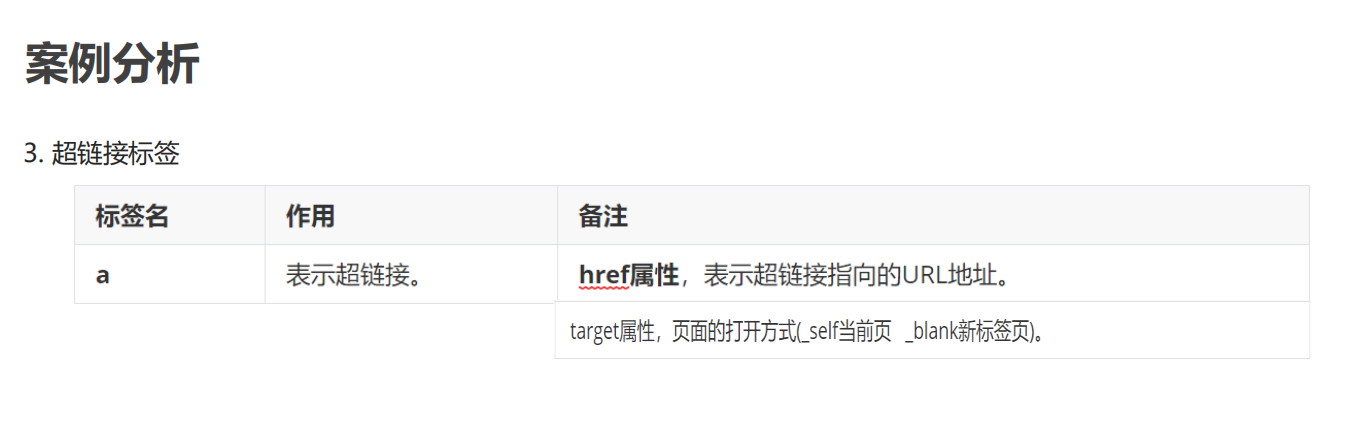 案例分析
3. 超链接标签
标签名 作用 备注
a 表示超链接。 href属性，表示超链接指向的URL地址。
target属性，页面的打开方式(_self当前页 _blank新标签页)。